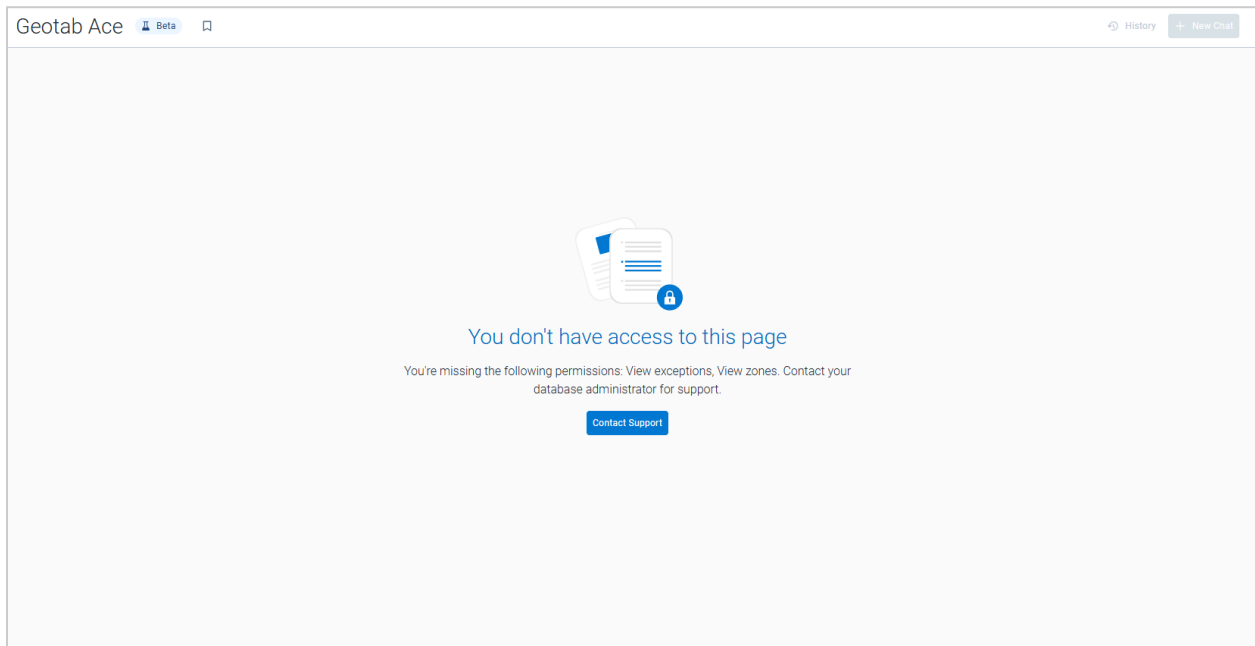 Geotab Ace
Beta
History
+ New Chat
You don't have access to this page
You're missing the following permissions: View exceptions, View zones. Contact your
database administrator for support.
Contact Support